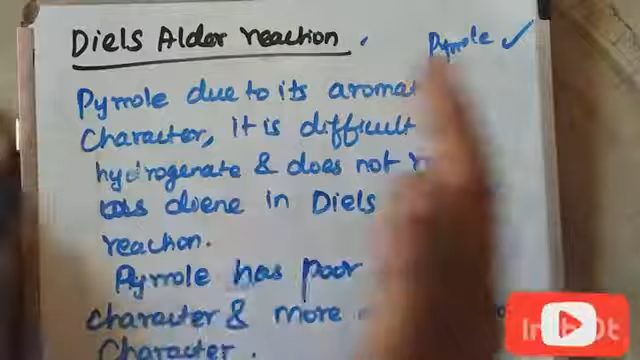 Diels Alder reaction.
Pyrrole ✓
Pyrrole due to its
character, it is difficult
hydrogenate & does not
as diene in Diels
reaction.
Pyrrole has poor
character & more
Character.